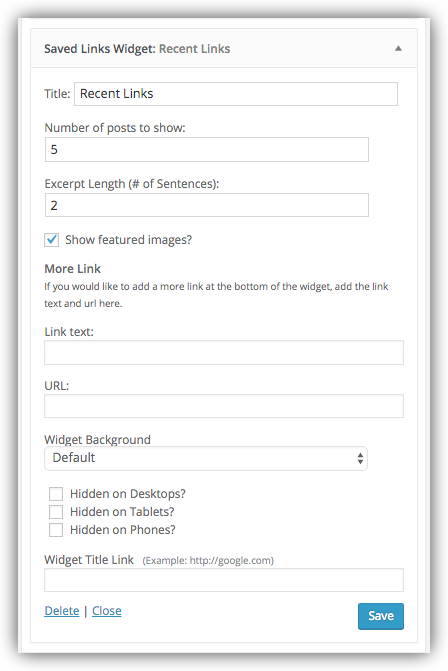 Saved Links Widget: Recent Links
Title: Recent Links
Number of posts to show:
5
Excerpt Length (# of Sentences):
2
Show featured images?
More Link
If you would like to add a more link at the bottom of the widget, add the link
text and url here.
Link text:
URL:
Widget Background
Default
Hidden on Desktops?
Hidden on Tablets?
Hidden on Phones?
Widget Title Link (Example: http://google.com)
Delete | Close Save